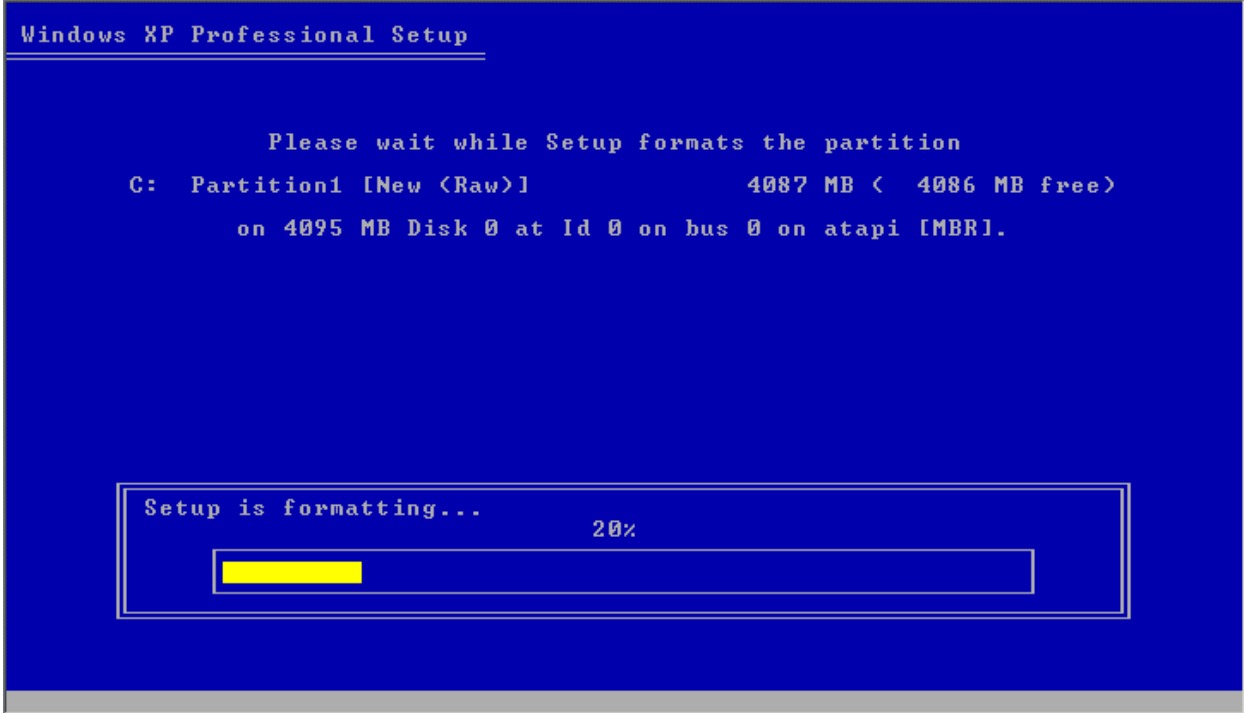 Windows XP Professional Setup
Please wait while Setup formats the partition
C: Partition1 [New (Raw)] 4087 MB ( 4086 MB free)
on 4095 MB Disk 0 at Id 0 on bus 0 on atapi [MBR].
Setup is formatting...
20%